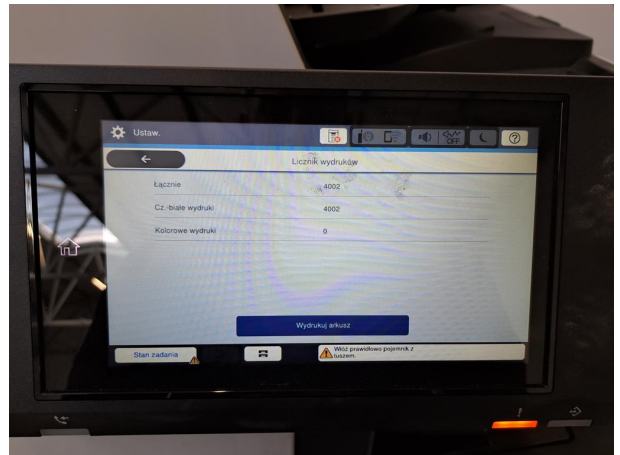 Ustaw.
OFF
?
Licznik wydruków
Łącznie 4002
Cz.-białe wydruki 4002
Kolorowe wydruki 0
Wydrukuj arkusz
Stan zadania
Włóż prawidłowo pojemnik z
tuszem.
!